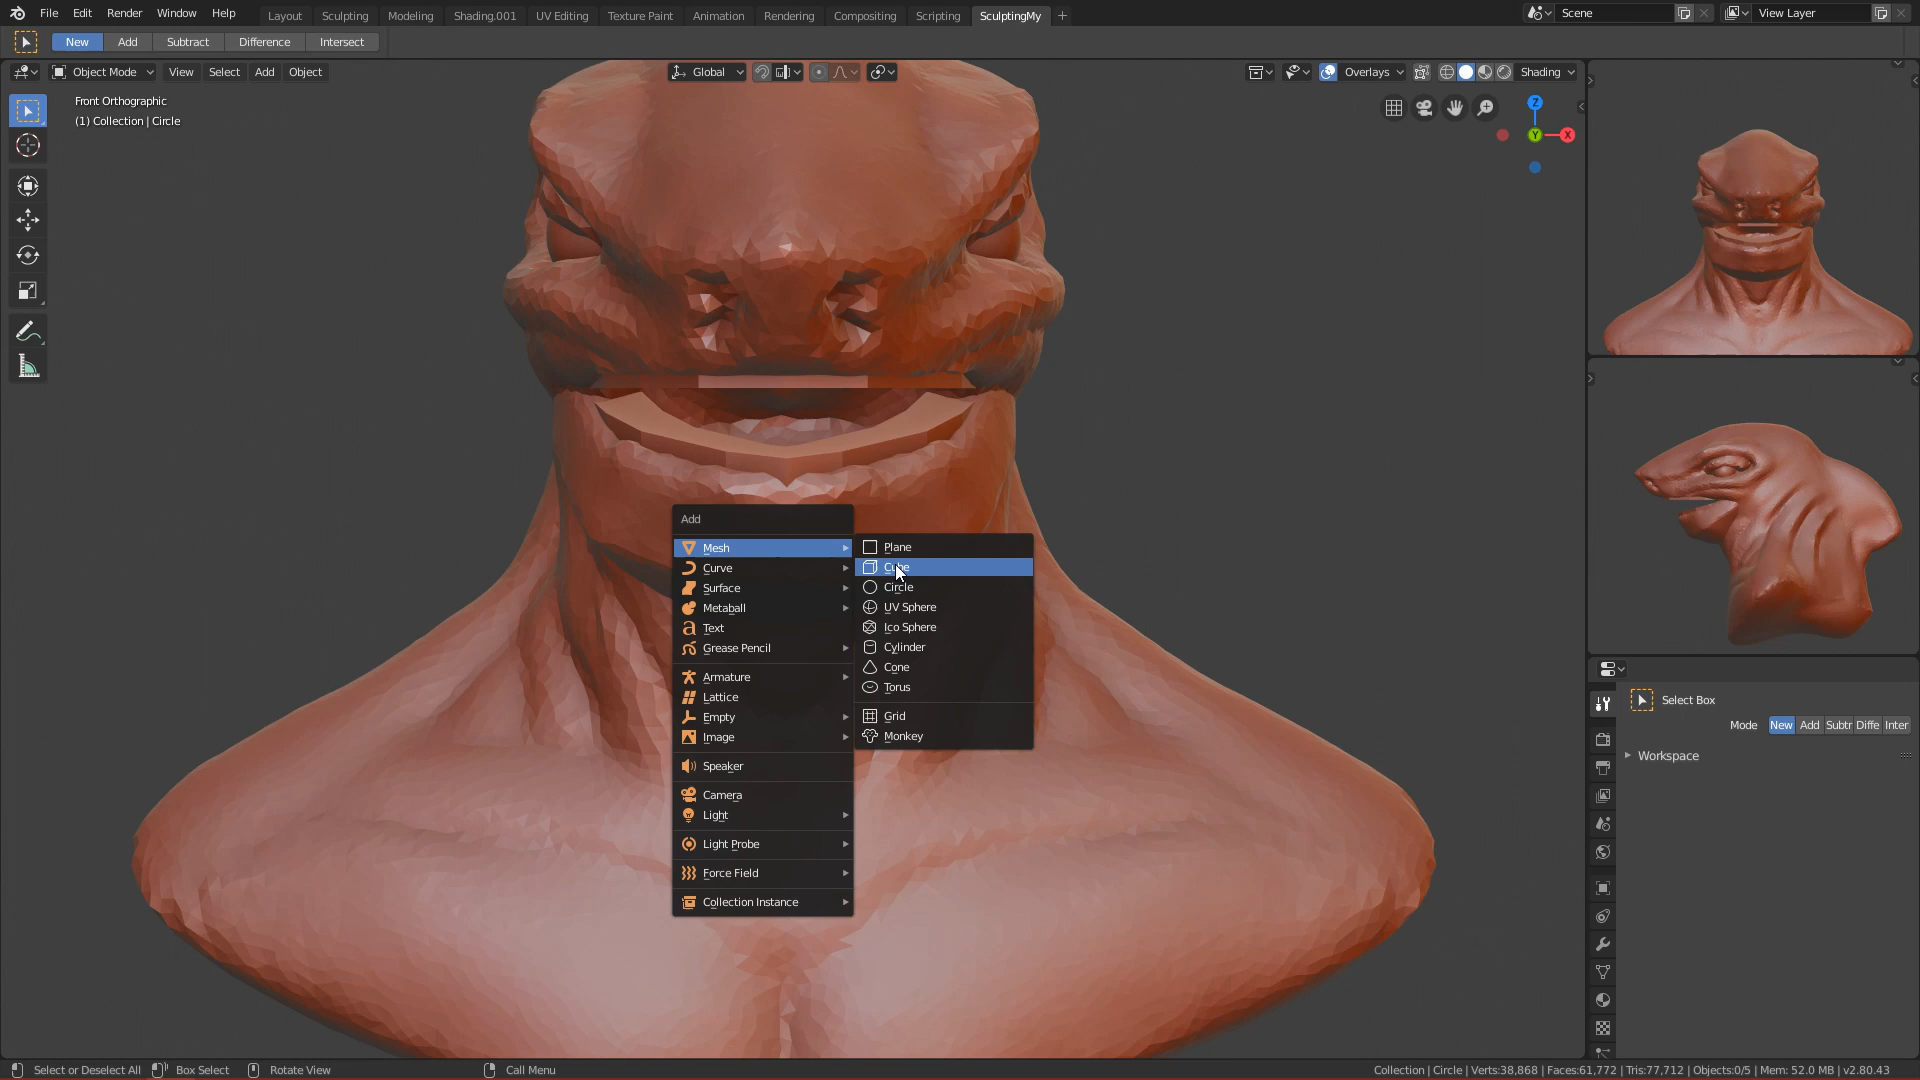 File Edit Render Window Help Layout Sculpting Modeling Shading.001 UV Editing Texture Paint Animation Rendering Compositing Scripting SculptingMy + Scene View Layer
New Add Subtract Difference Intersect
Object Mode View Select Add Object Global Overlays Shading
Front Orthographic
(1) Collection | Circle
Z
Y X
Add
Mesh
Curve
Surface
Metaball
Text
Grease Pencil
Armature
Lattice
Empty
Image
Speaker
Camera
Light
Light Probe
Force Field
Collection Instance
Plane
Cube
Circle
UV Sphere
Ico Sphere
Cylinder
Cone
Torus
Grid
Monkey
Select Box
Mode New Add Subtr Diffe Inter
Workspace
Select or Deselect All Box Select Rotate View Call Menu Collection | Circle | Verts:38,868 | Faces:61,772 | Tris:77,712 | Objects:0/5 | Mem: 52.0 MB | v2.80.43